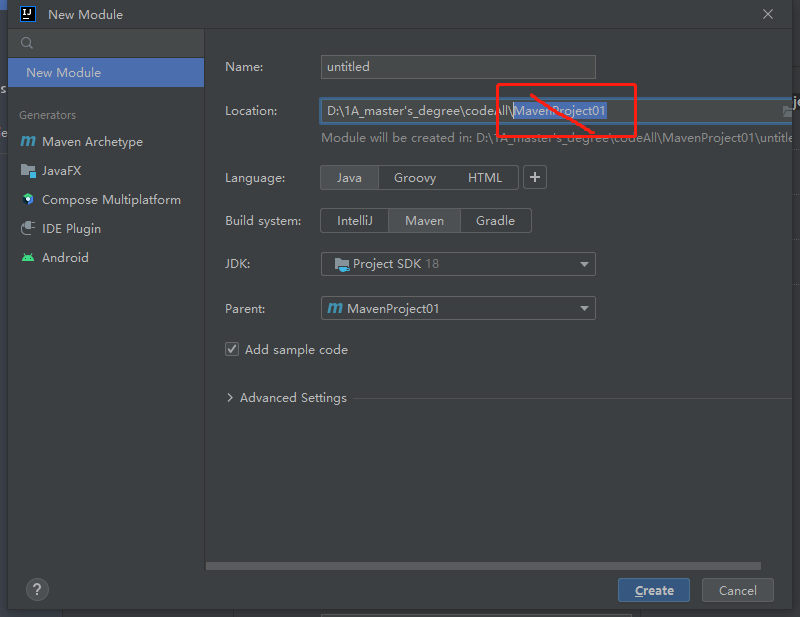 New Module
New Module
Generators
Maven Archetype
JavaFX
Compose Multiplatform
IDE Plugin
Android
Name: untitled
Location: D:\1A_master's_degree\codeAll\MavenProject01
Module will be created in: D:\1A_master's_degree\codeAll\MavenProject01\untitle
Language: Java Groovy HTML +
Build system: IntelliJ Maven Gradle
JDK: Project SDK 18
Parent: m MavenProject01
Add sample code
Advanced Settings
? Create Cancel